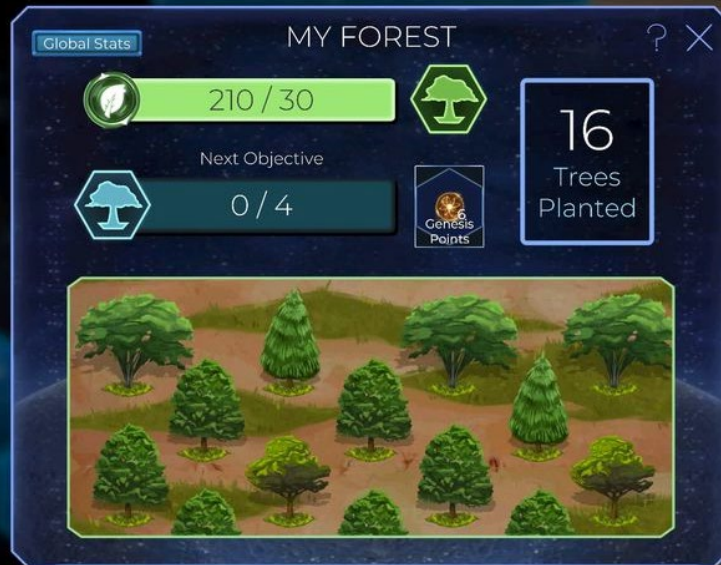 Global Stats
MY FOREST
?
210 / 30
Next Objective
0 / 4
6
Genesis
Points
16
Trees
Planted